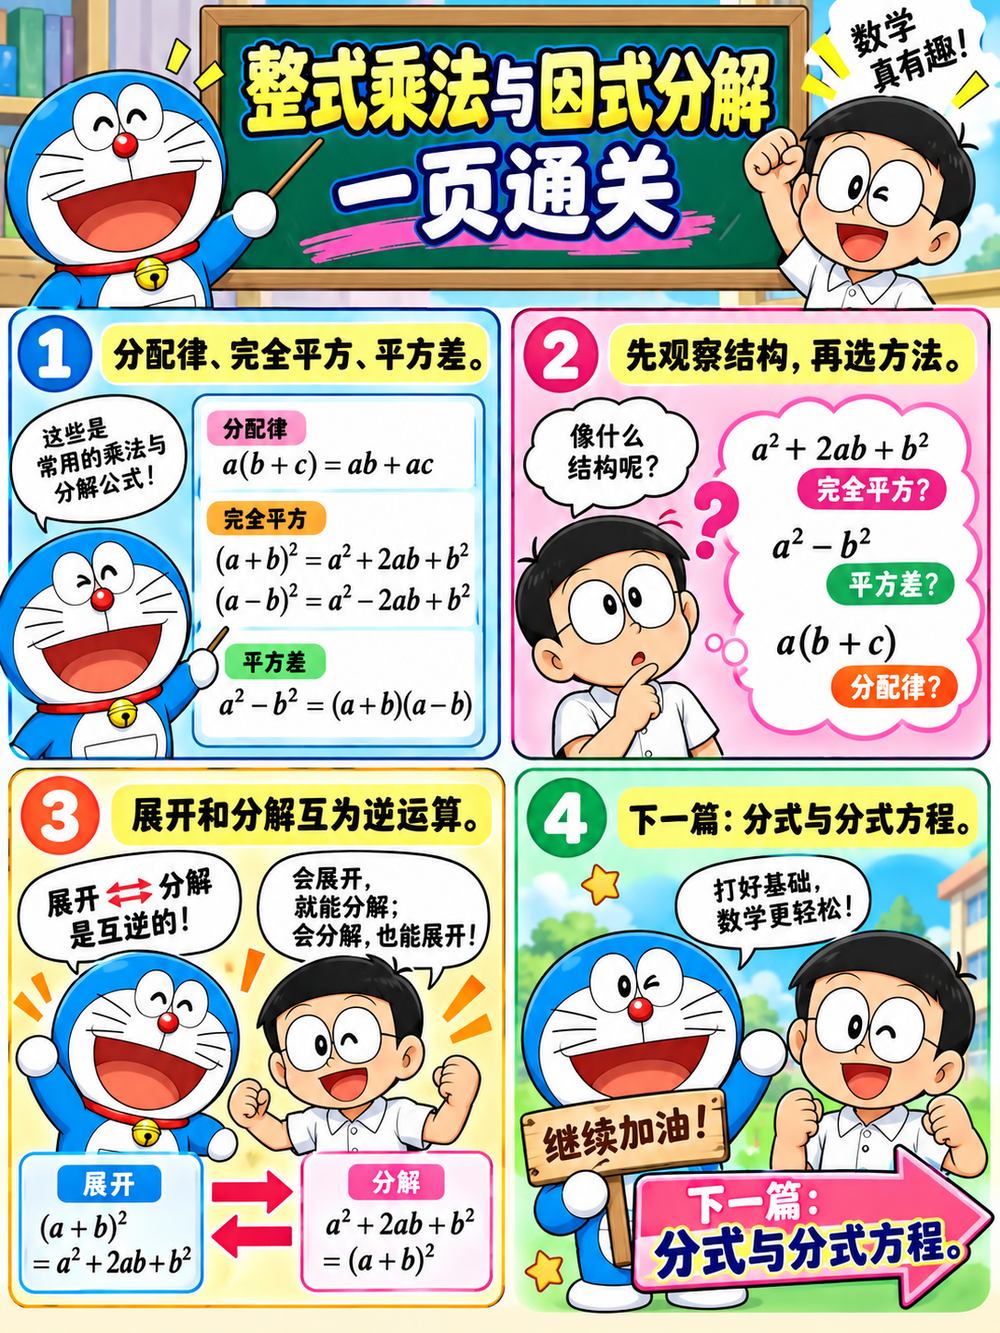 整式乘法与因式分解
一页通关
数学
真有趣！
1
分配律、完全平方、平方差。
这些是
常用的乘法与
分解公式！
分配律
a(b+c)=ab+ac
完全平方
(a+b)²=a²+2ab+b²
(a−b)²=a²−2ab+b²
平方差
a²−b²=(a+b)(a−b)
2
先观察结构，再选方法。
像什么
结构呢？
?
a²+2ab+b²
完全平方？
a²−b²
平方差？
a(b+c)
分配律？
3
展开和分解互为逆运算。
展开⇔分解
是互逆的！
会展开，
就能分解；
会分解，也能展开！
展开
(a+b)²
=a²+2ab+b²
分解
a²+2ab+b²
=(a+b)²
4
下一篇：分式与分式方程。
打好基础，
数学更轻松！
继续加油！
下一篇：
分式与分式方程。